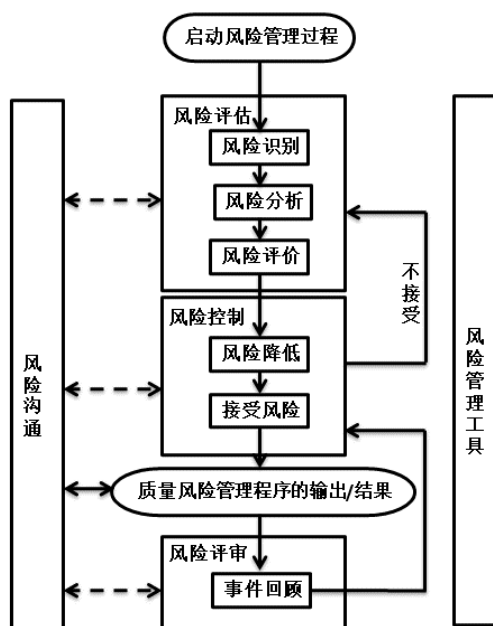 启动风险管理过程
风险评估
风险识别
风险分析
风险评价
不接受
风险控制
风险降低
接受风险
风险沟通
风险管理工具
质量风险管理程序的输出/结果
风险评审
事件回顾